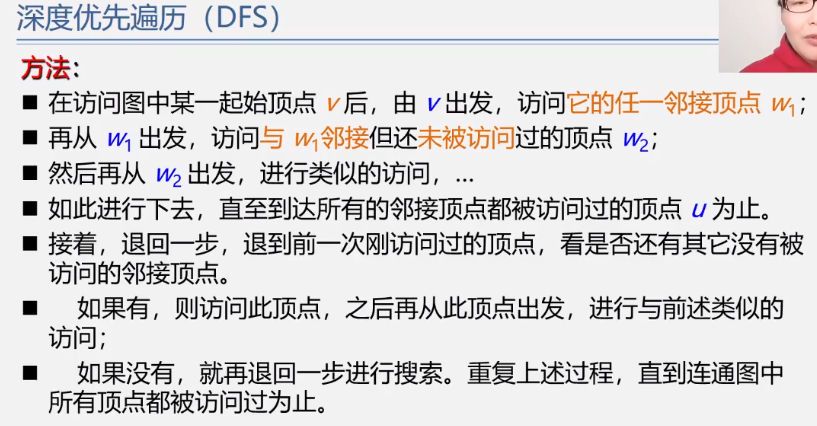 深度优先遍历（DFS）
方法：
■ 在访问图中某一起始顶点 v 后，由 v 出发，访问它的任一邻接顶点 w₁；
■ 再从 w₁ 出发，访问与 w₁邻接但还未被访问过的顶点 w₂；
■ 然后再从 w₂ 出发，进行类似的访问，…
■ 如此进行下去，直至到达所有的邻接顶点都被访问过的顶点 u 为止。
■ 接着，退回一步，退到前一次刚访问过的顶点，看是否还有其它没有被
访问的邻接顶点。
■ 如果有，则访问此顶点，之后再从此顶点出发，进行与前述类似的
访问；
■ 如果没有，就再退回一步进行搜索。重复上述过程，直到连通图中
所有顶点都被访问过为止。